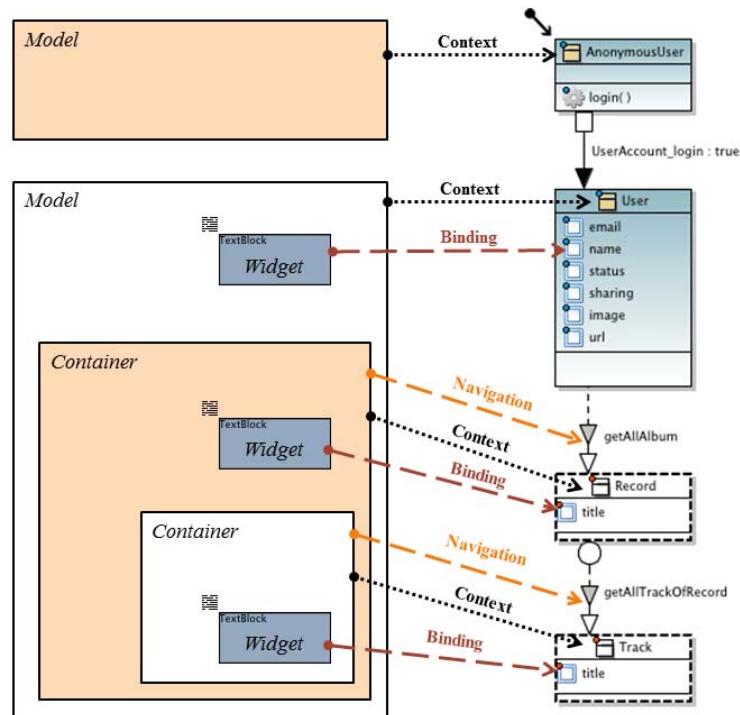 Model
Context
AnonymousUser
login( )
UserAccount_login : true
Model
Context
User
TextBlock
Widget
Binding
email
name
status
sharing
image
url
Container
Navigation
getAllAlbum
TextBlock
Widget
Context
Binding
Record
title
Container
Navigation
getAllTrackOfRecord
Context
TextBlock
Widget
Binding
Track
title